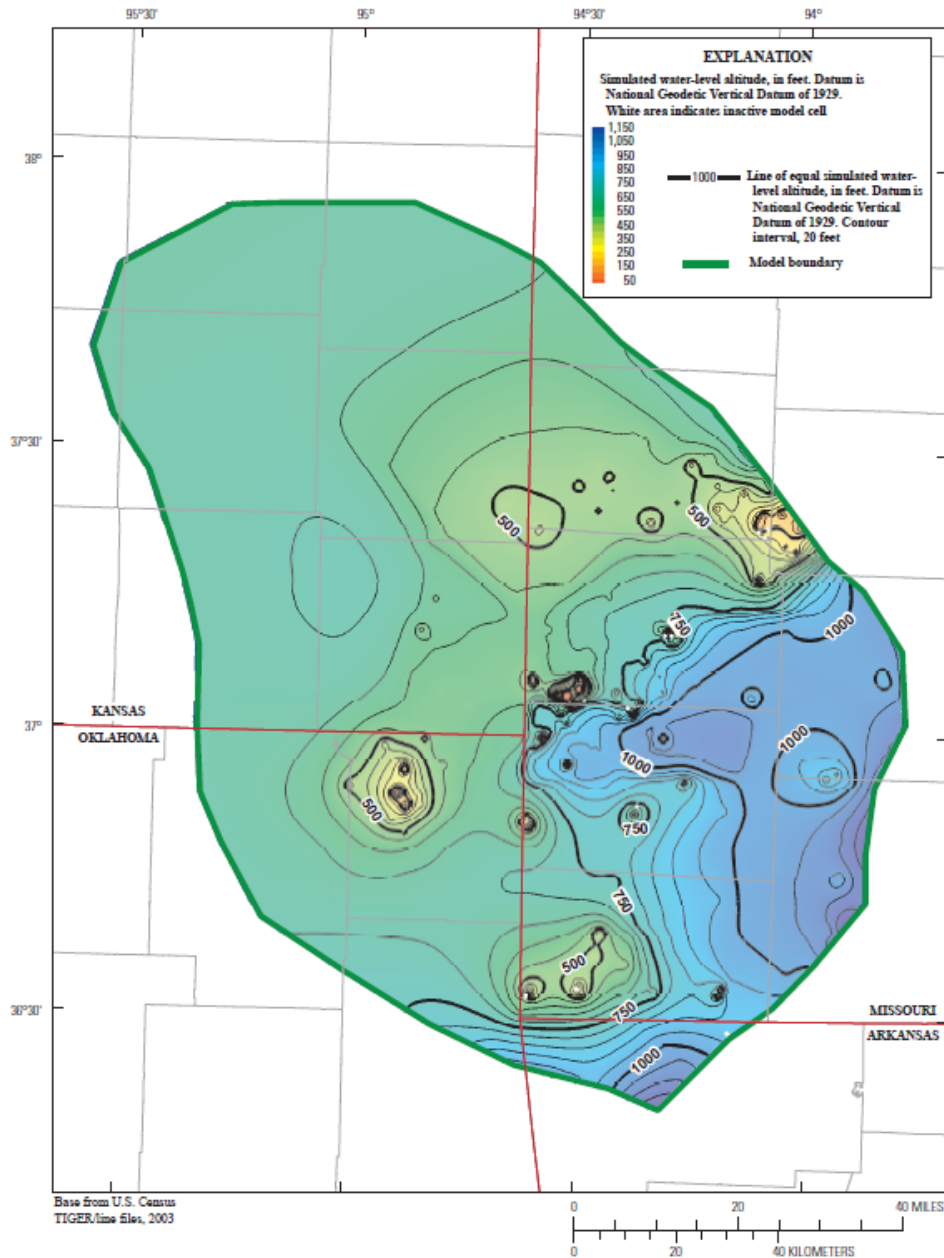 95°30'
95°
94°30'
94°
EXPLANATION
Simulated water-level altitude, in feet. Datum is
National Geodetic Vertical Datum of 1929.
White area indicates inactive model cell
1,150
1,050
950
850
750
650
550
450
350
250
150
50
1000
Line of equal simulated water-
level altitude, in feet. Datum is
National Geodetic Vertical
Datum of 1929. Contour
interval, 20 feet
Model boundary
38°
37°30'
37°
36°30'
500
500
750
1000
1000
1000
750
500
750
500
750
1000
KANSAS
OKLAHOMA
MISSOURI
ARKANSAS
Base from U.S. Census
TIGER/line files, 2003
0 20 40 MILES
0 20 40 KILOMETERS